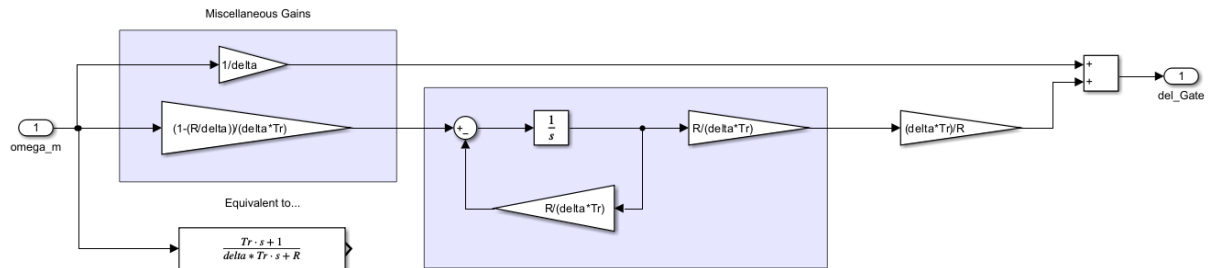 Miscellaneous Gains
1/delta
+
+
1
del_Gate
1
omega_m
(1-(R/delta))/(delta*Tr)
+
−
1
s
R/(delta*Tr)
(delta*Tr)/R
R/(delta*Tr)
Equivalent to...
Tr · s + 1
delta * Tr · s + R